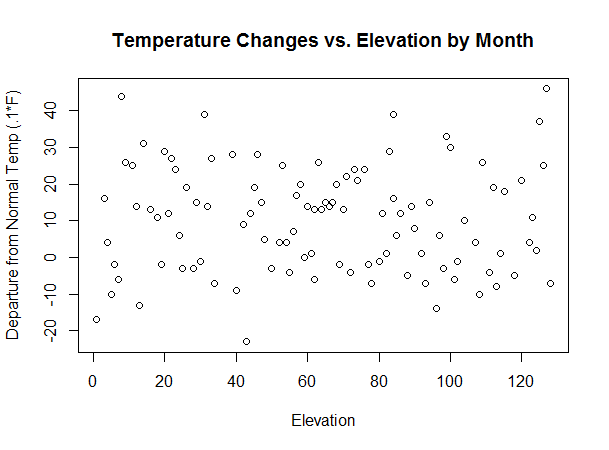 Temperature Changes vs. Elevation by Month
Departure from Normal Temp (.1*F)
40
30
20
10
0
-10
-20
0 20 40 60 80 100 120
Elevation